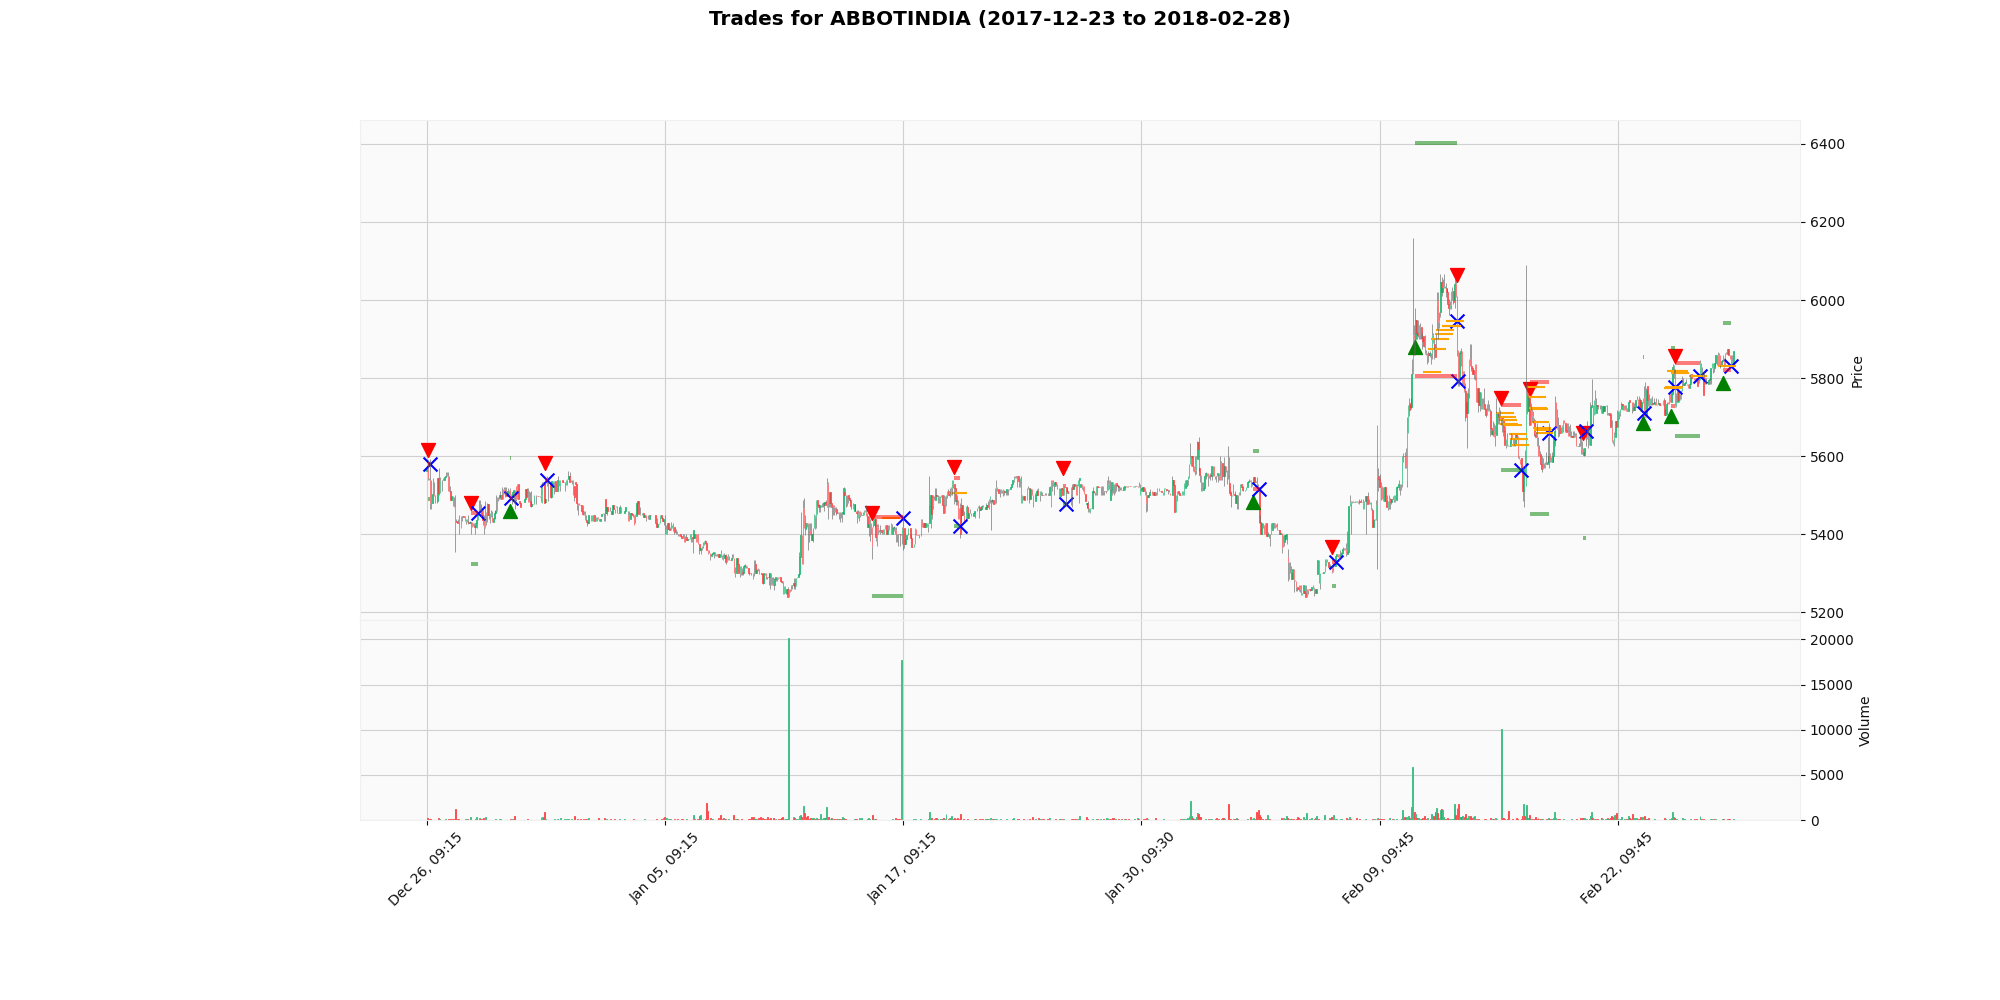 Trades for ABBOTINDIA (2017-12-23 to 2018-02-28)
6400
6200
6000
5800
5600
5400
5200
Price
20000
15000
10000
5000
0
Volume
Dec 26, 09:15
Jan 05, 09:15
Jan 17, 09:15
Jan 30, 09:30
Feb 09, 09:45
Feb 22, 09:45